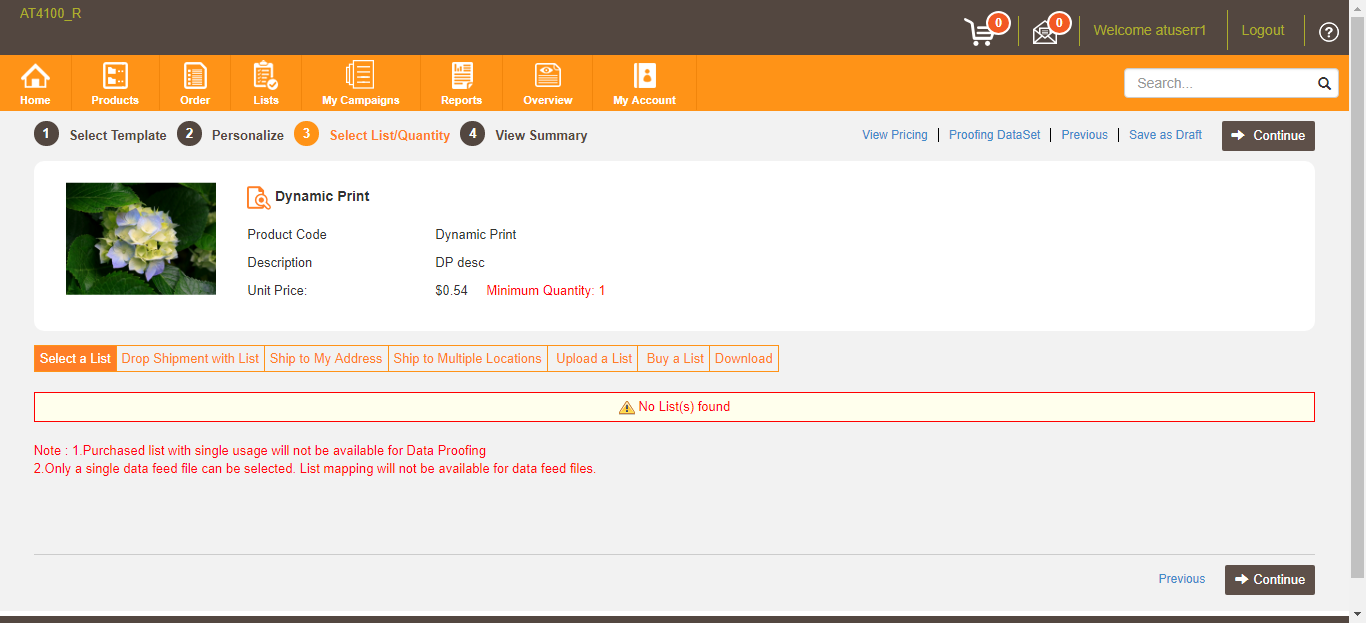 AT4100_R
0
0
Welcome atuserr1
Logout
?
Home
Products
Order
Lists
My Campaigns
Reports
Overview
My Account
Search...
1 Select Template 2 Personalize 3 Select List/Quantity 4 View Summary
View Pricing
Proofing DataSet
Previous
Save as Draft
Continue
Dynamic Print
Product Code Dynamic Print
Description DP desc
Unit Price: $0.54 Minimum Quantity: 1
Select a List
Drop Shipment with List
Ship to My Address
Ship to Multiple Locations
Upload a List
Buy a List
Download
No List(s) found
Note : 1.Purchased list with single usage will not be available for Data Proofing
2.Only a single data feed file can be selected. List mapping will not be available for data feed files.
Previous
Continue